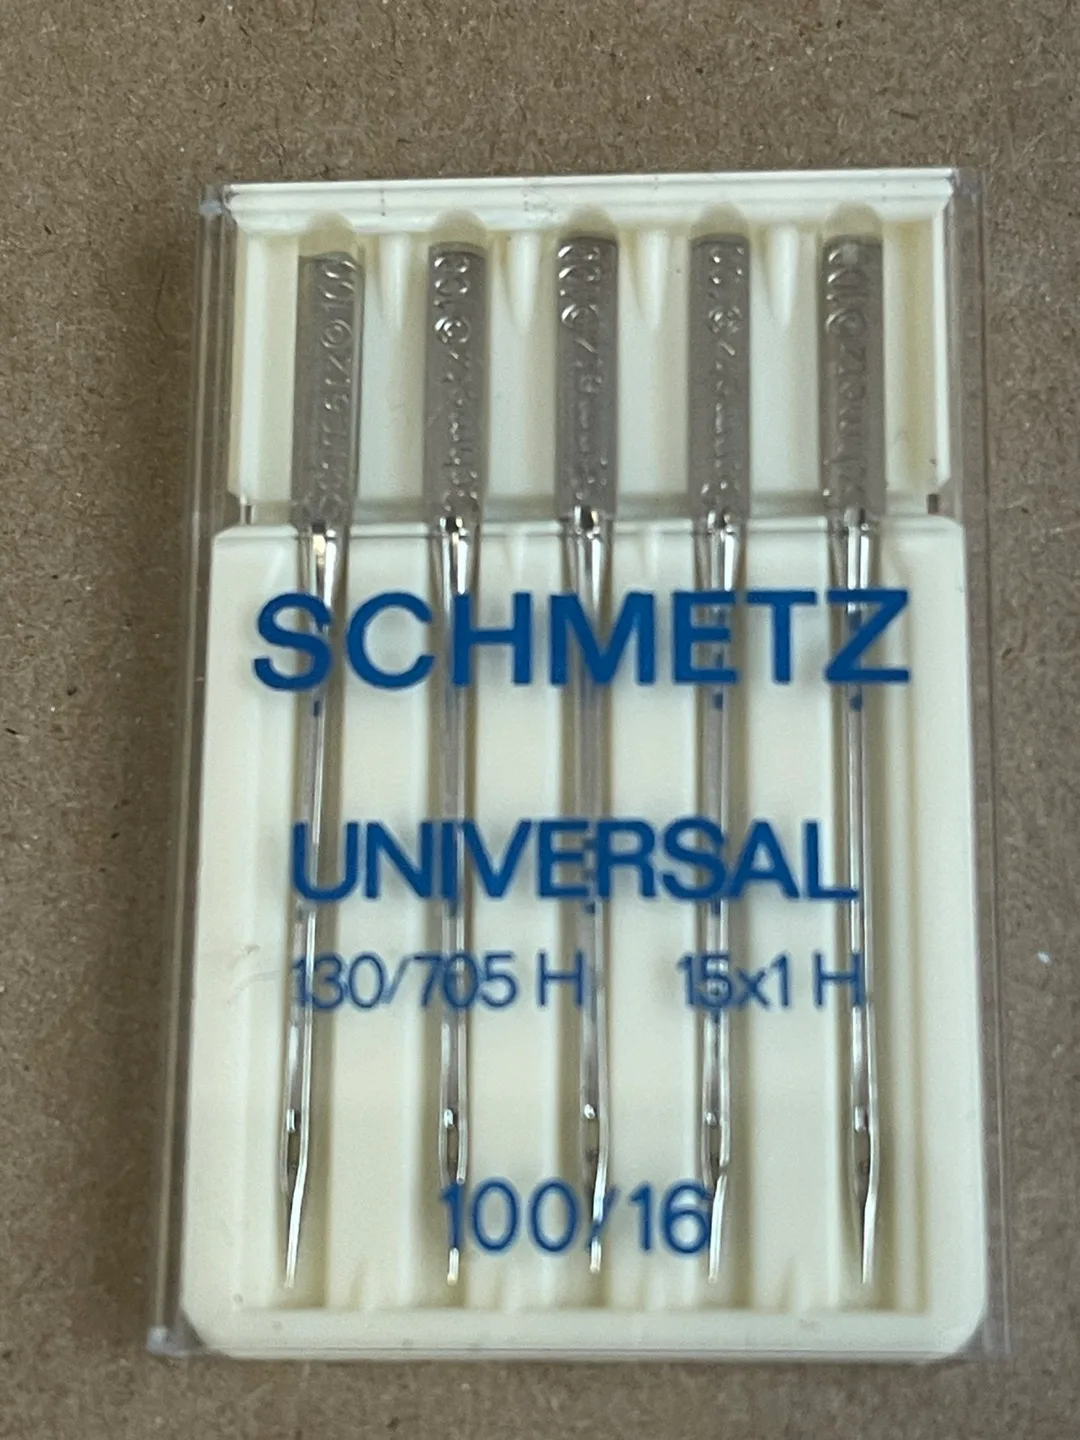 SCHMETZ
UNIVERSAL
130/705 H 15x1 H
100/16